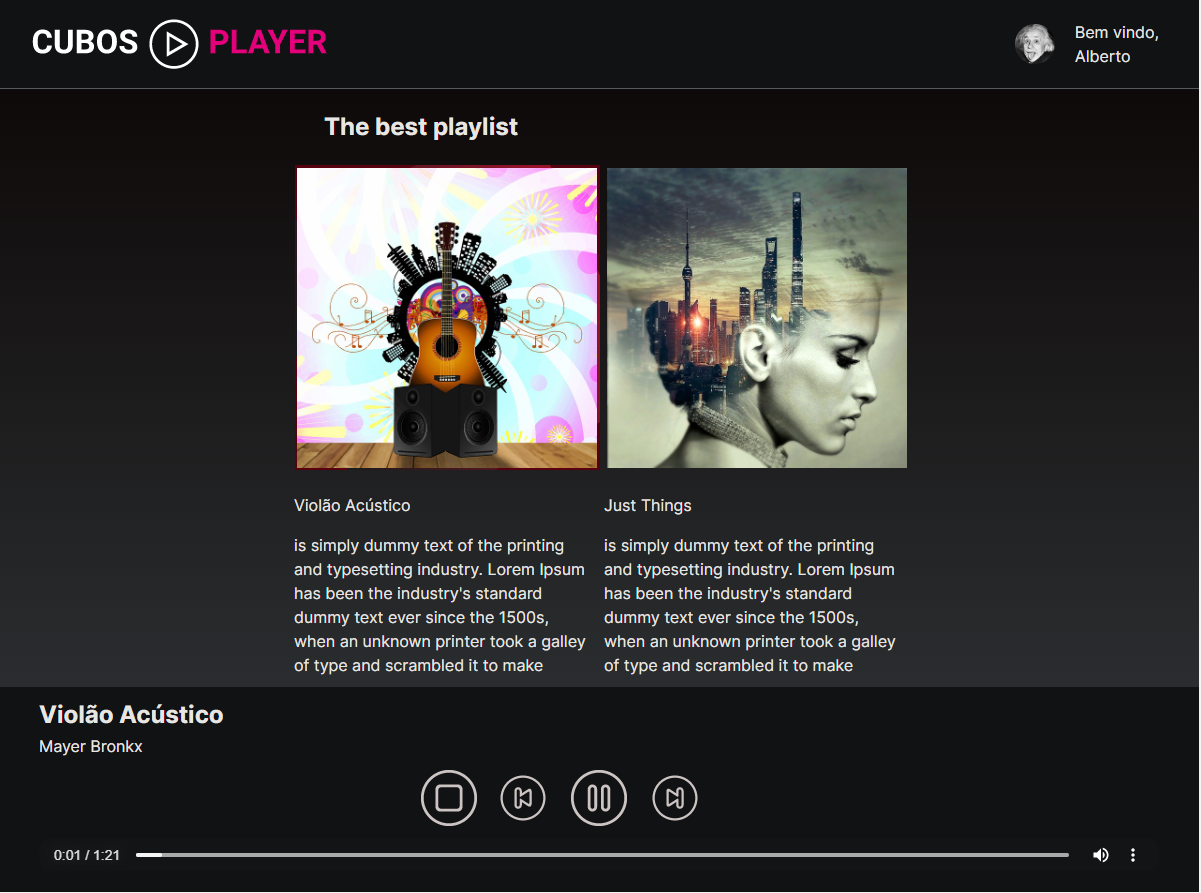 CUBOS PLAYER
Bem vindo,
Alberto
The best playlist
Violão Acústico
is simply dummy text of the printing
and typesetting industry. Lorem Ipsum
has been the industry's standard
dummy text ever since the 1500s,
when an unknown printer took a galley
of type and scrambled it to make
Just Things
is simply dummy text of the printing
and typesetting industry. Lorem Ipsum
has been the industry's standard
dummy text ever since the 1500s,
when an unknown printer took a galley
of type and scrambled it to make
Violão Acústico
Mayer Bronkx
0:01 / 1:21